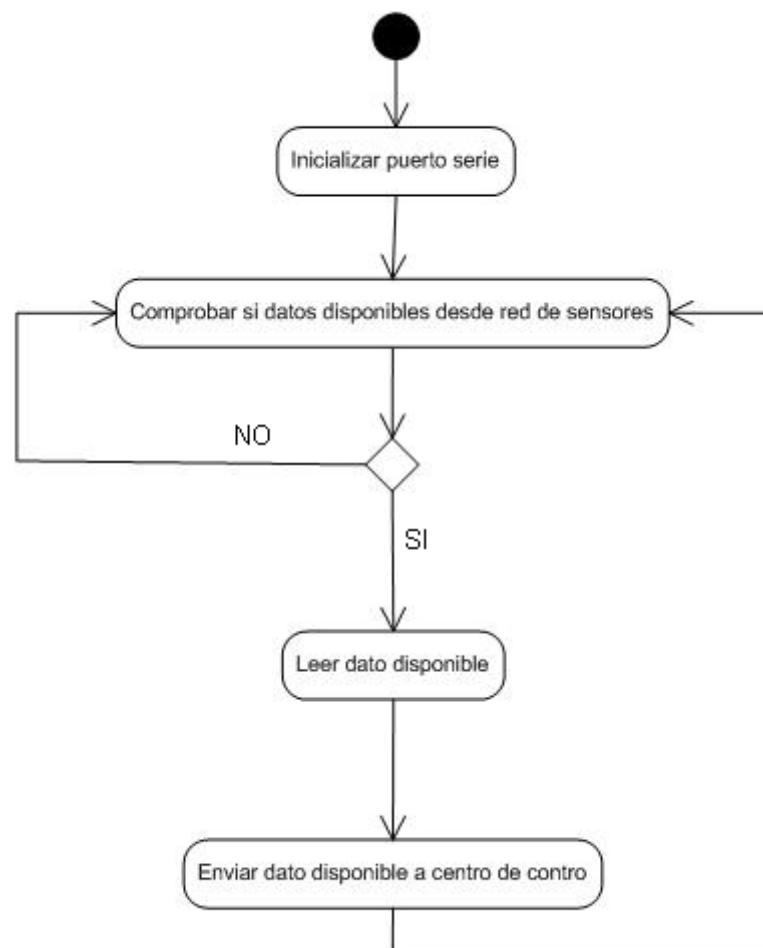 Inicializar puerto serie
Comprobar si datos disponibles desde red de sensores
NO
SI
Leer dato disponible
Enviar dato disponible a centro de contro